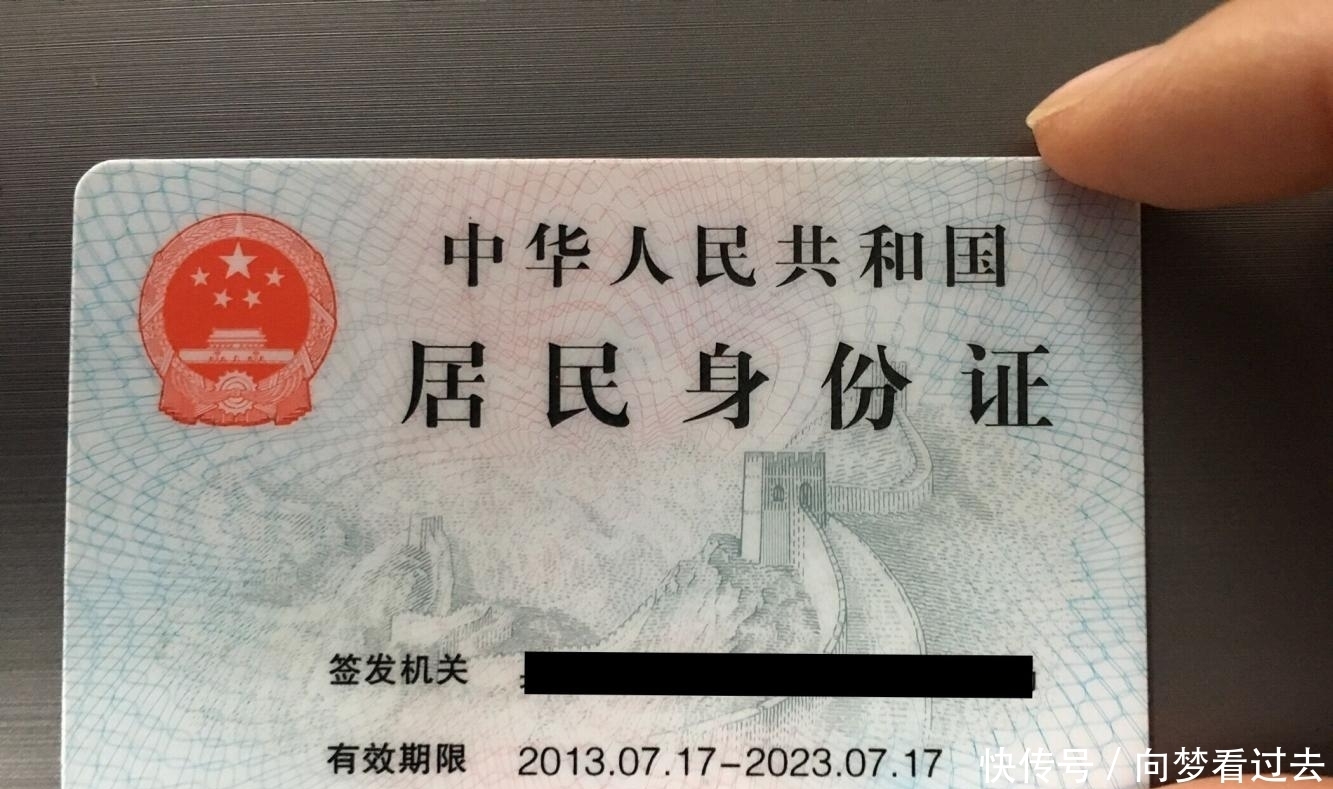 中华人民共和国
居民身份证
签发机关
有效期限 2013.07.17-2023.07.17
快传号 / 向梦看过去